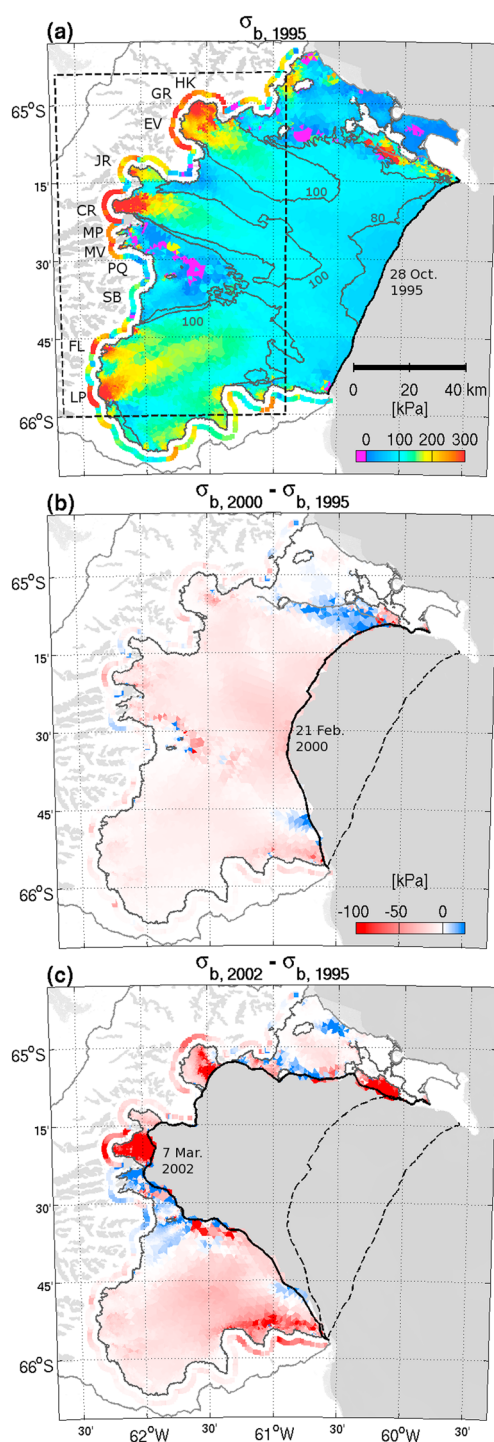 (a) σb, 1995
HK
GR
65°S
EV
JR
15'
100
CR
80
MP
MV
100
PQ
30'
28 Oct.
1995
SB
100
FL
45'
0 20 40 km
[kPa]
LP
66°S
0 100 200 300
(b) σb, 2000 - σb, 1995
65°S
15'
21 Feb.
2000
30'
45'
[kPa]
-100 -50 0
66°S
(c) σb, 2002 - σb, 1995
65°S
15'
7 Mar.
2002
30'
45'
66°S
30' 62°W 30' 61°W 30' 60°W 30'